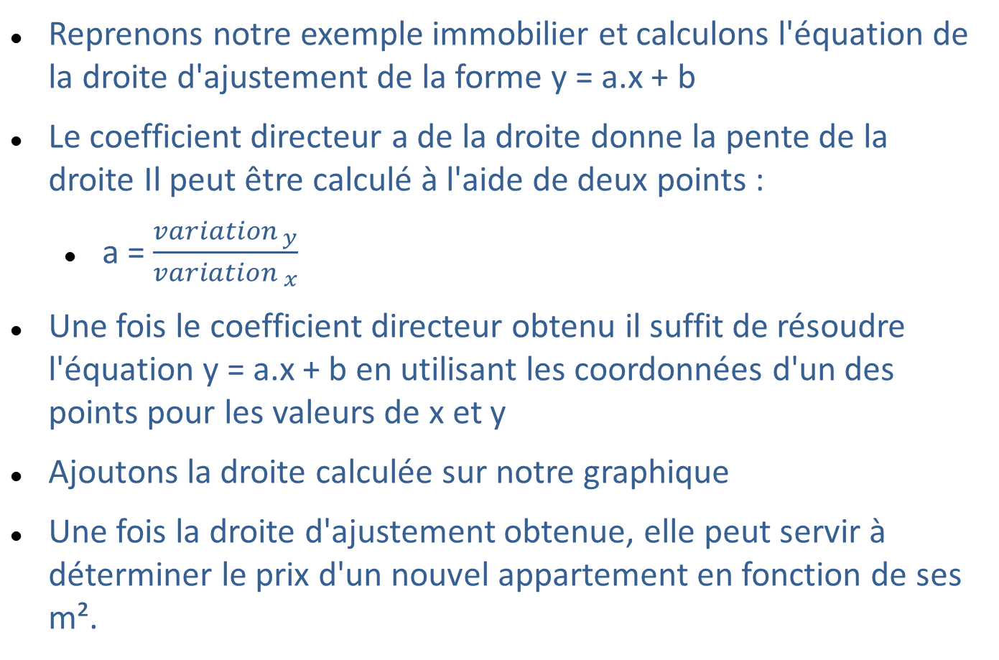 Reprenons notre exemple immobilier et calculons l'équation de
la droite d'ajustement de la forme y = a.x + b
Le coefficient directeur a de la droite donne la pente de la
droite Il peut être calculé à l'aide de deux points :
a = variation y / variation x
Une fois le coefficient directeur obtenu il suffit de résoudre
l'équation y = a.x + b en utilisant les coordonnées d'un des
points pour les valeurs de x et y
Ajoutons la droite calculée sur notre graphique
Une fois la droite d'ajustement obtenue, elle peut servir à
déterminer le prix d'un nouvel appartement en fonction de ses
m².